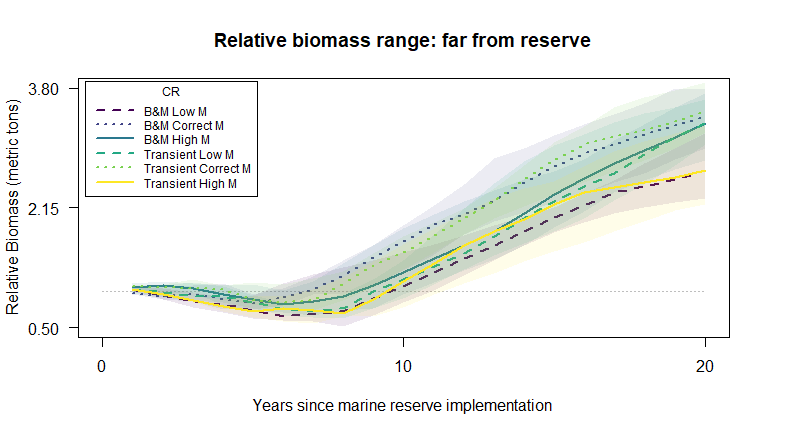 Relative biomass range: far from reserve
Relative Biomass (metric tons)
3.80
2.15
0.50
CR
B&M Low M
B&M Correct M
B&M High M
Transient Low M
Transient Correct M
Transient High M
0 10 20
Years since marine reserve implementation